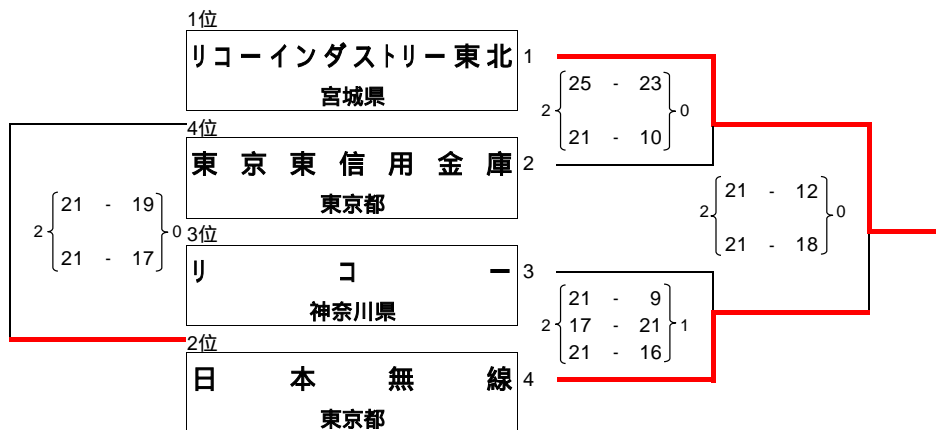 1位
リコーインダストリー東北 1
宮城県
25 - 23
2 0
21 - 10
4位
東京東信用金庫 2
東京都
21 - 19
2 0
21 - 17
21 - 12
2 0
21 - 18
3位
リコー 3
神奈川県
21 - 9
2 17 - 21 1
21 - 16
2位
日本無線 4
東京都